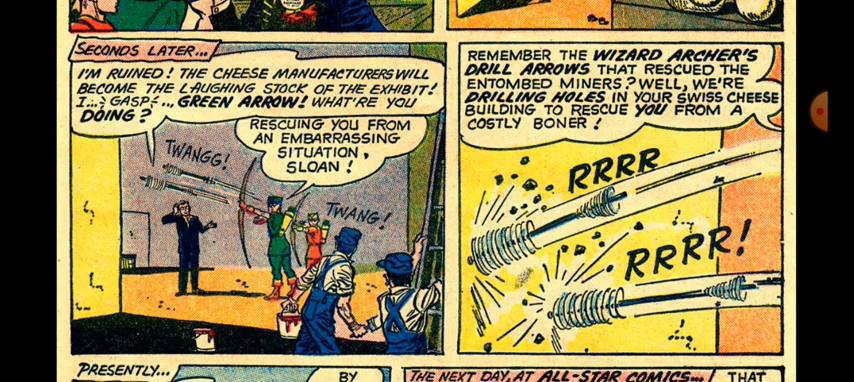 SECONDS LATER...
I'M RUINED! THE CHEESE MANUFACTURERS WILL
BECOME THE LAUGHING STOCK OF THE EXHIBIT!
I...GASP!... GREEN ARROW! WHAT'RE YOU
DOING?
RESCUING YOU FROM
AN EMBARRASSING
SITUATION,
SLOAN!
TWANGG!
TWANG!
REMEMBER THE WIZARD ARCHER'S
DRILL ARROWS THAT RESCUED THE
ENTOMBED MINERS? WELL, WE'RE
DRILLING HOLES IN YOUR SWISS CHEESE
BUILDING TO RESCUE YOU FROM A
COSTLY BONER!
RRRR
RRRR!
PRESENTLY...
BY
THE NEXT DAY, AT ALL-STAR COMICS...
THAT